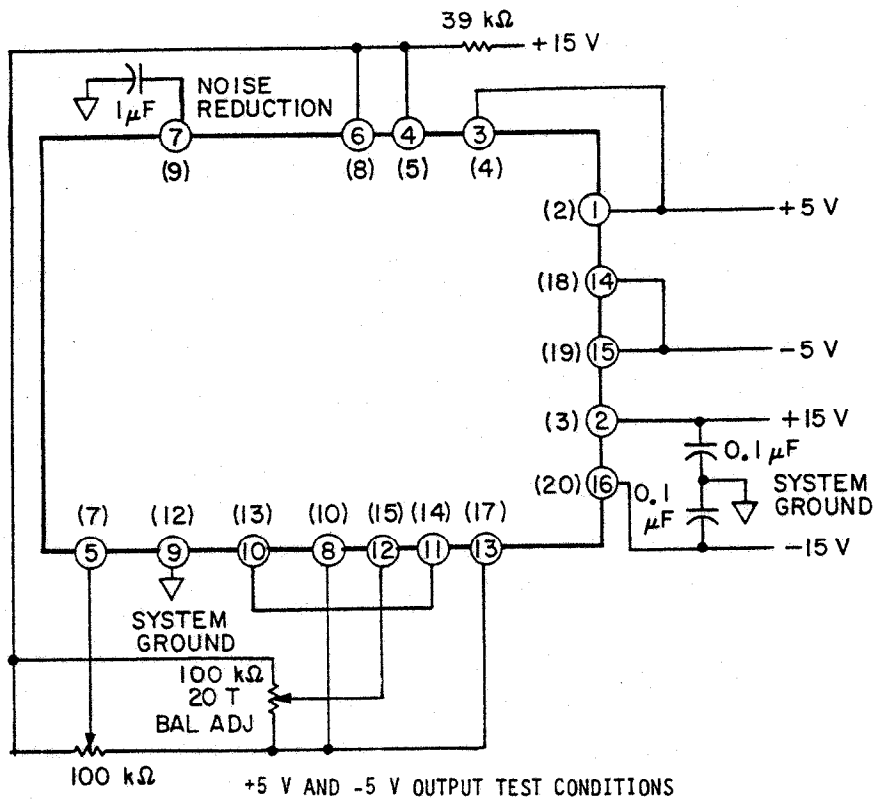 39 kΩ
+15 V
NOISE
REDUCTION
1 µF
7 6 4 3
(9) (8) (5) (4)
(2) 1 +5 V
(18) 14
(19) 15 -5 V
(3) 2 +15 V
0.1 µF
(20) 16 0.1
µF
SYSTEM
GROUND
-15 V
(7) (12) (13) (10) (15) (14) (17)
5 9 10 8 12 11 13
SYSTEM
GROUND
100 kΩ
20 T
BAL ADJ
100 kΩ
+5 V AND -5 V OUTPUT TEST CONDITIONS